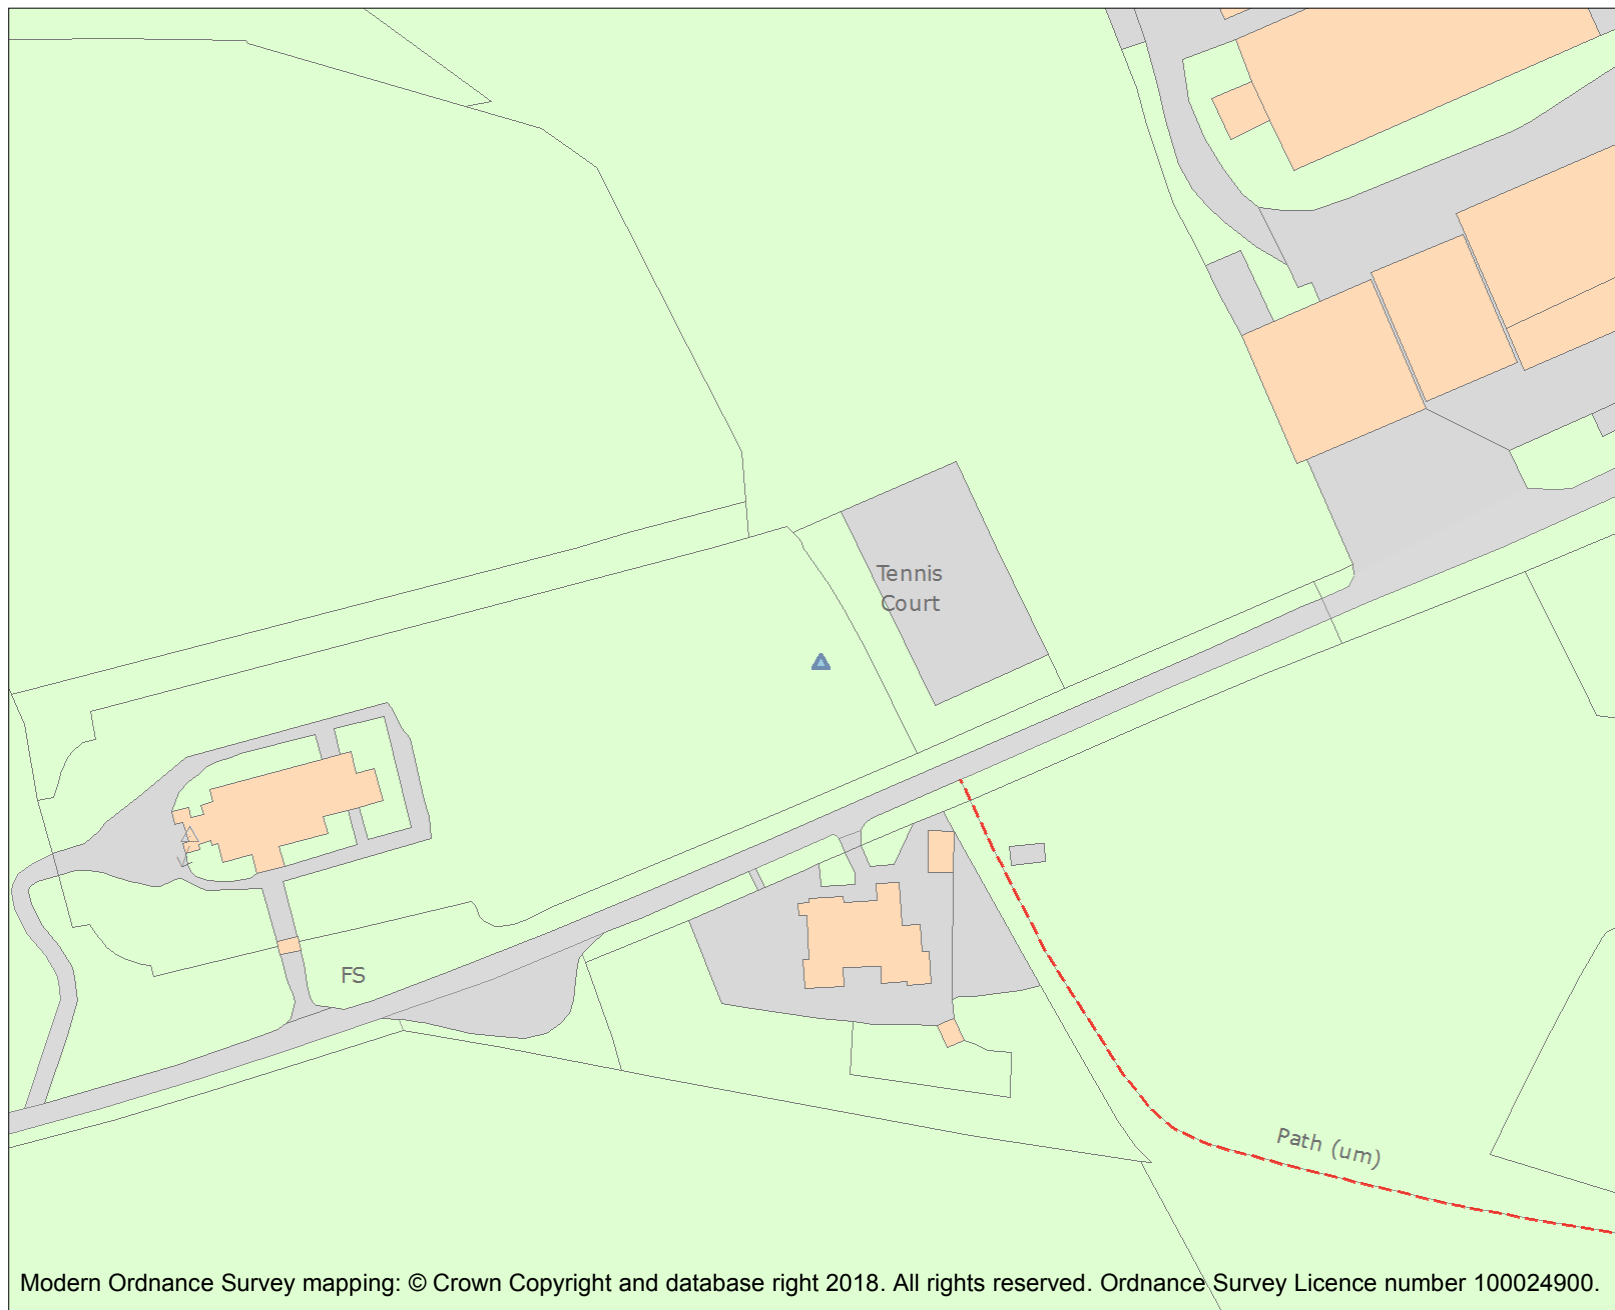 Tennis
Court
FS
Path (um)
Modern Ordnance Survey mapping: © Crown Copyright and database right 2018. All rights reserved. Ordnance Survey Licence number 100024900.